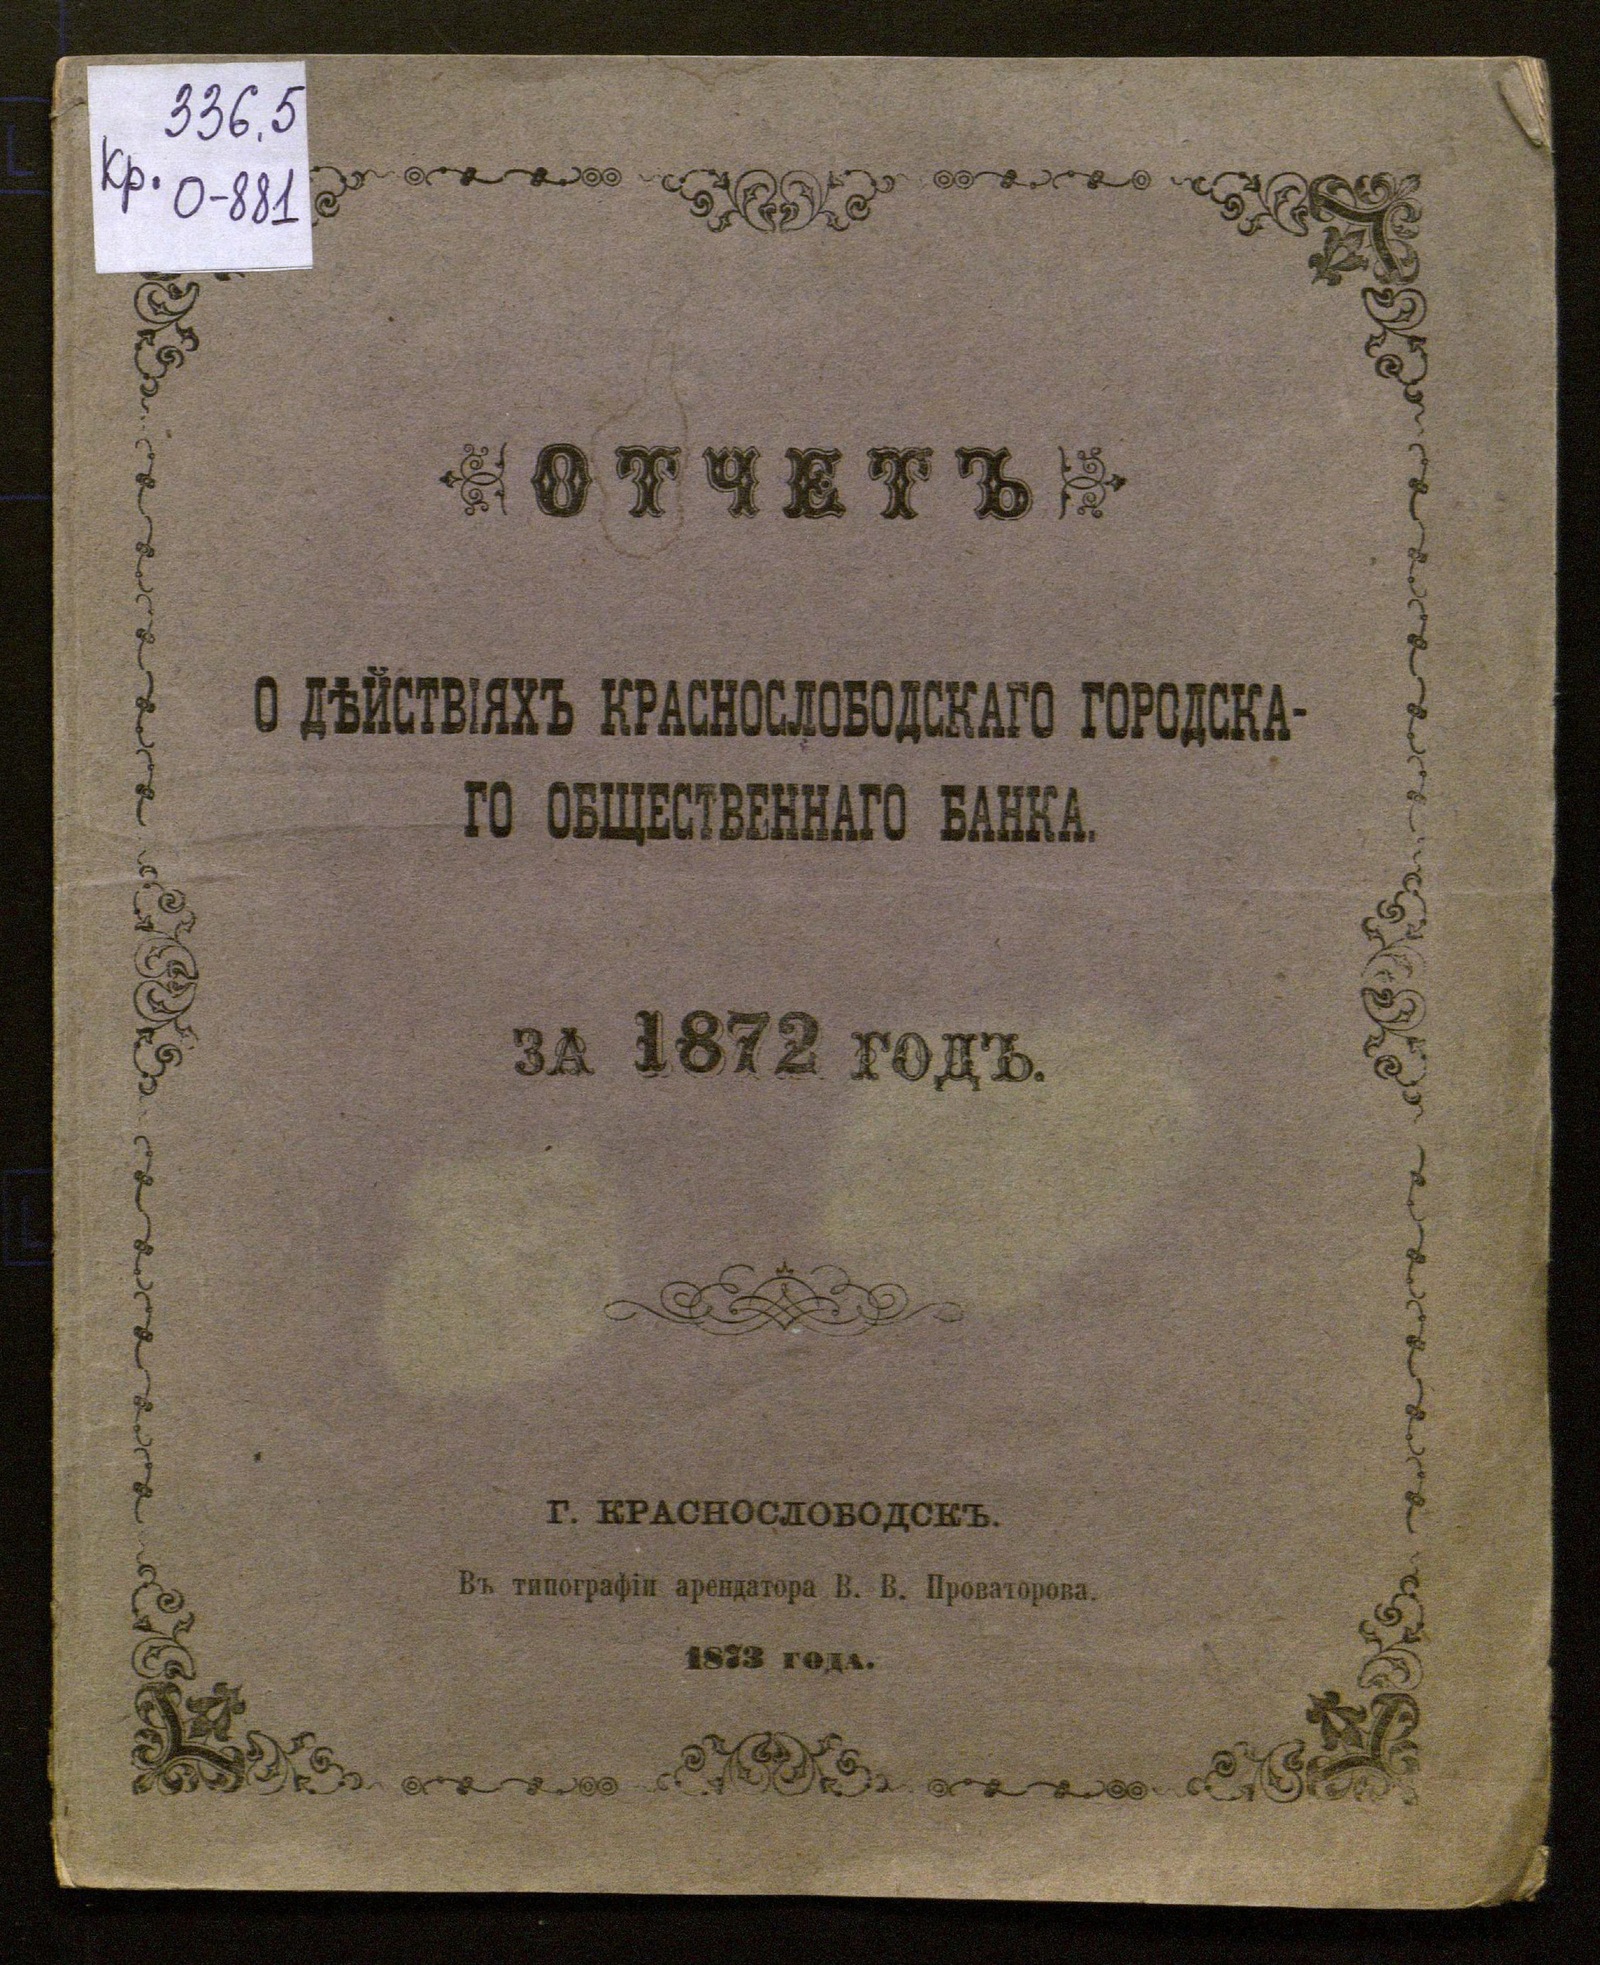 336.5
Кр. О-881
ОТЧЕТЪ
О ДѢЙСТВІЯХЪ КРАСНОСЛОБОДСКАГО ГОРОДСКА-
ГО ОБЩЕСТВЕННАГО БАНКА.
ЗА 1872 ГОДЪ.
Г. КРАСНОСЛОБОДСКЪ.
Въ типографіи арендатора В. В. Проваторова.
1873 ГОДА.